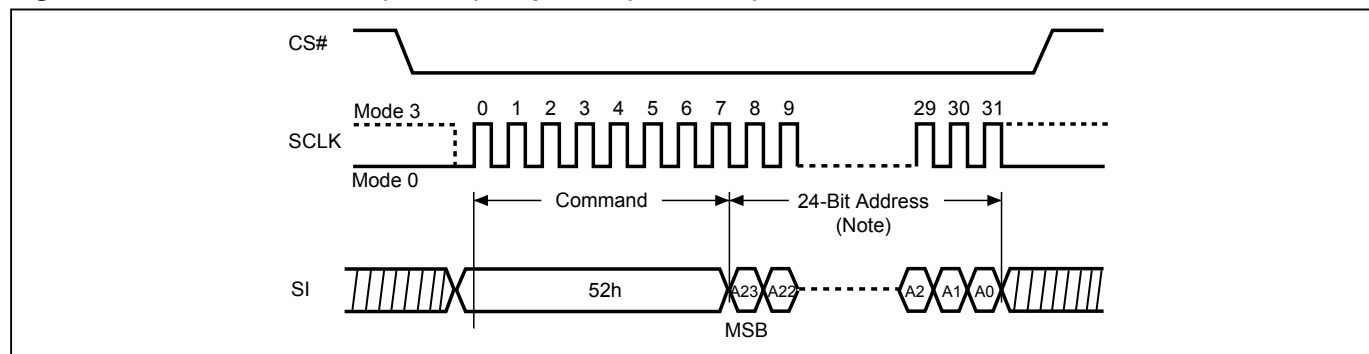 CS#
Mode 3
0 1 2 3 4 5 6 7 8 9 29 30 31
SCLK
Mode 0
Command
24-Bit Address
(Note)
SI
52h
A23 A22 A2 A1 A0
MSB